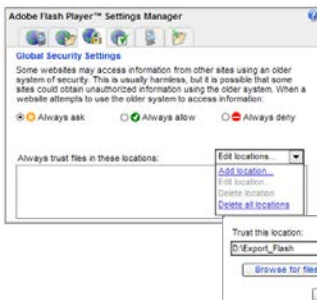 Adobe Flash Player™ Settings Manager
Global Security Settings
Some websites may access information from other sites using an older
system of security. This is usually harmless, but it is possible that some
sites could obtain unauthorized information using the older system. When a
website attempts to use the older system to access information:
Always ask Always allow Always deny
Always trust files in these locations: Edit locations...
Add location...
Edit location...
Delete location
Delete all locations
Trust this location:
D:\Export_Flash
Browse for files